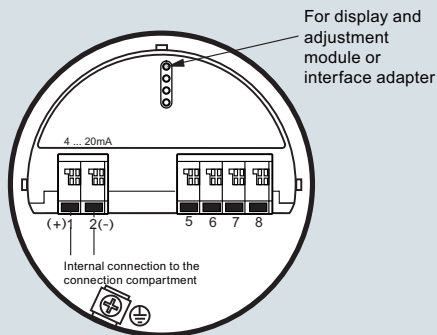 For display and
adjustment
module or
interface adapter
4 ... 20mA
(+)1 2(-)
5 6 7 8
Internal connection to the
connection compartment